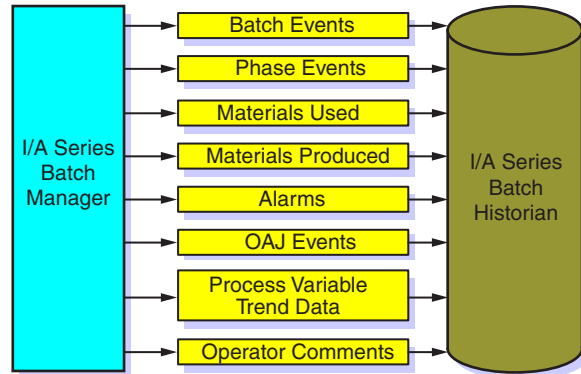 I/A Series
Batch
Manager
Batch Events
Phase Events
Materials Used
Materials Produced
Alarms
OAJ Events
Process Variable
Trend Data
Operator Comments
I/A Series
Batch
Historian